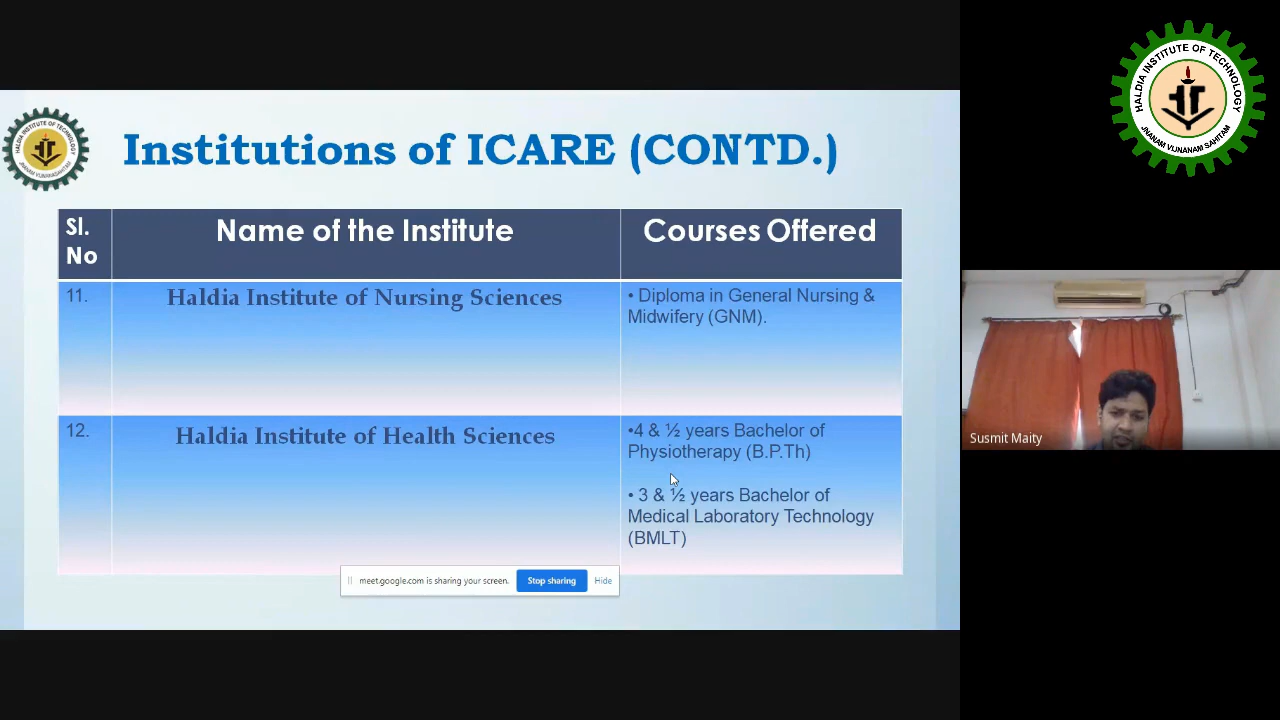 Institutions of ICARE (CONTD.)
Sl. No
Name of the Institute
Courses Offered
11.
Haldia Institute of Nursing Sciences
• Diploma in General Nursing &
Midwifery (GNM).
12.
Haldia Institute of Health Sciences
•4 & ½ years Bachelor of
Physiotherapy (B.P.Th)
• 3 & ½ years Bachelor of
Medical Laboratory Technology
(BMLT)
meet.google.com is sharing your screen.
Stop sharing
Hide
HALDIA INSTITUTE OF TECHNOLOGY
JNANAM VIJNANAM SAHITAM
Susmit Maity